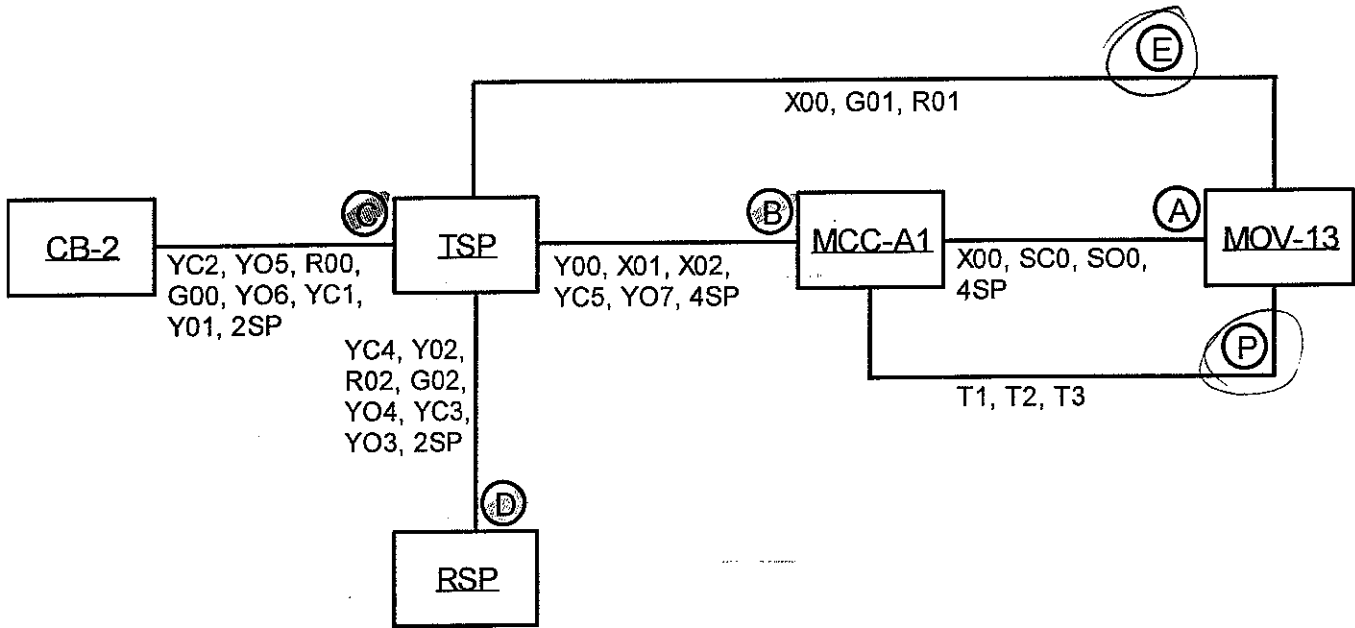 E
X00, G01, R01
C
B
A
CB-2
TSP
MCC-A1
MOV-13
YC2, YO5, R00,
G00, YO6, YC1,
Y01, 2SP
Y00, X01, X02,
YC5, YO7, 4SP
X00, SC0, SO0,
4SP
P
T1, T2, T3
YC4, Y02,
R02, G02,
YO4, YC3,
YO3, 2SP
D
RSP